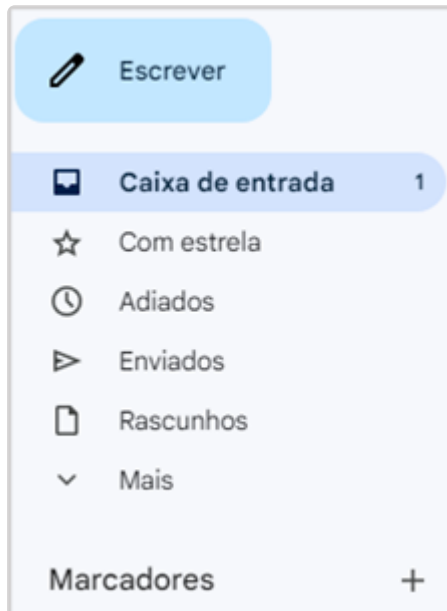 Escrever
Caixa de entrada 1
Com estrela
Adiados
Enviados
Rascunhos
Mais
Marcadores +